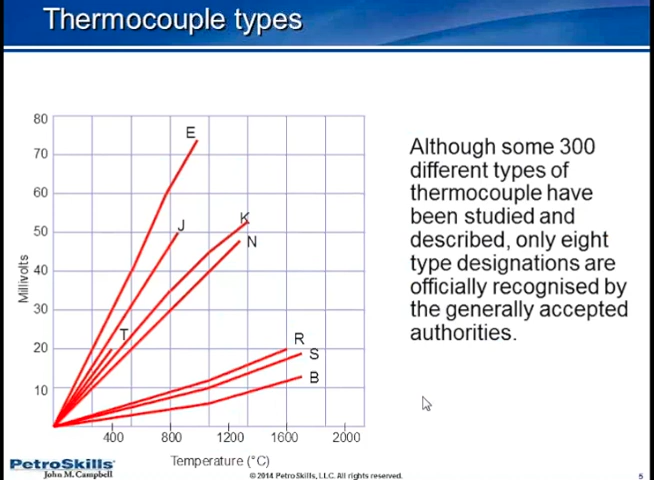 Thermocouple types
80
70
60
50
40
30
20
10
Millivolts
E
J
K
N
T
R
S
B
400 800 1200 1600 2000
Temperature (°C)
Although some 300
different types of
thermocouple have
been studied and
described, only eight
type designations are
officially recognised by
the generally accepted
authorities.
PetroSkills®
John M. Campbell
© 2014 PetroSkills, LLC. All rights reserved.
5